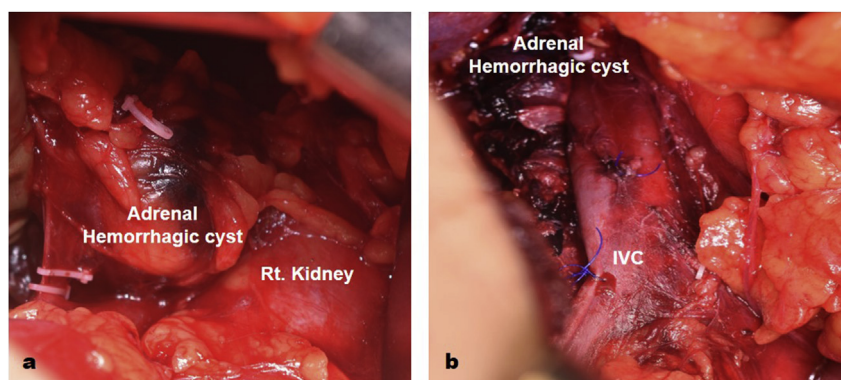 Adrenal
Hemorrhagic cyst
Rt. Kidney
a
Adrenal
Hemorrhagic cyst
IVC
b